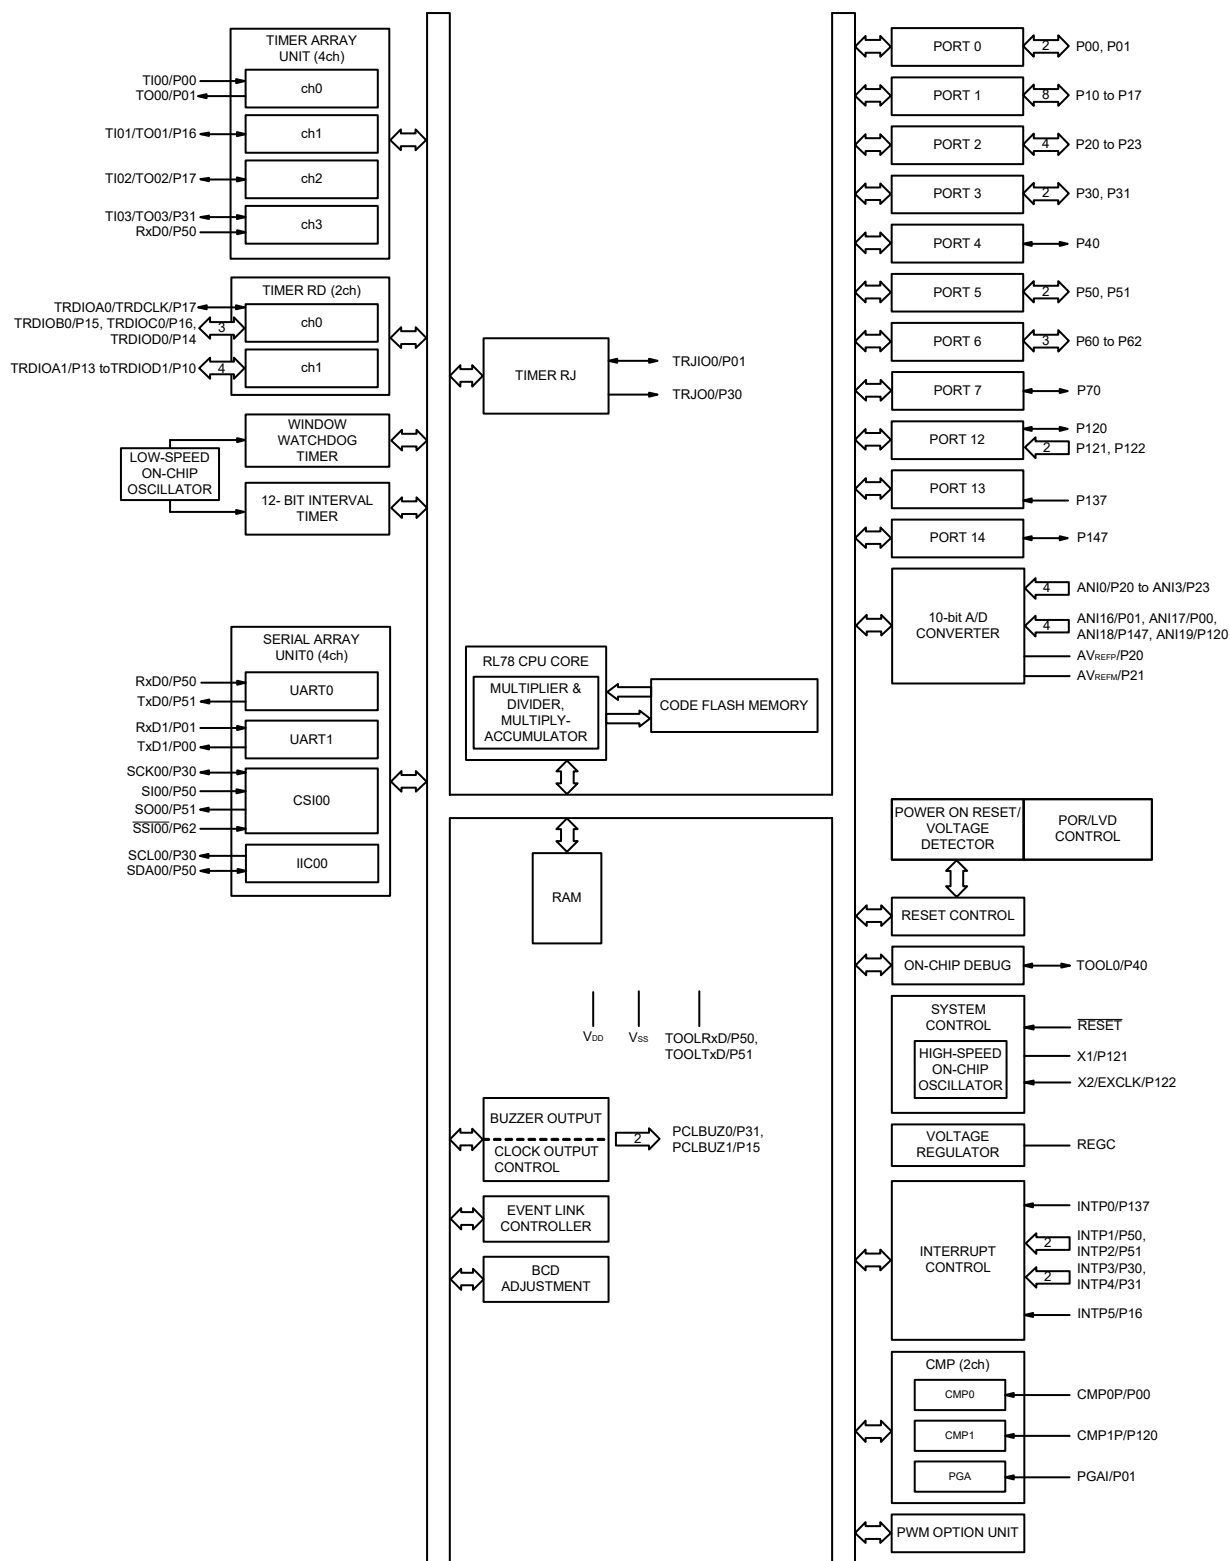 TIMER ARRAY
UNIT (4ch)
TI00/P00
TO00/P01
ch0
TI01/TO01/P16
ch1
TI02/TO02/P17
ch2
TI03/TO03/P31
RxD0/P50
ch3
TIMER RD (2ch)
TRDIOA0/TRDCLK/P17
TRDIOB0/P15, TRDIOC0/P16,
TRDIOD0/P14
3
ch0
TRDIOA1/P13 toTRDIOD1/P10
4
ch1
WINDOW
WATCHDOG
TIMER
LOW-SPEED
ON-CHIP
OSCILLATOR
12- BIT INTERVAL
TIMER
SERIAL ARRAY
UNIT0 (4ch)
RxD0/P50
TxD0/P51
UART0
RxD1/P01
TxD1/P00
UART1
SCK00/P30
SI00/P50
SO00/P51
SSI00/P62
CSI00
SCL00/P30
SDA00/P50
IIC00
TIMER RJ
TRJIO0/P01
TRJO0/P30
RL78 CPU CORE
MULTIPLIER &
DIVIDER,
MULTIPLY-
ACCUMULATOR
CODE FLASH MEMORY
RAM
VDD
VSS
TOOLRxD/P50,
TOOLTxD/P51
BUZZER OUTPUT
CLOCK OUTPUT
CONTROL
2
PCLBUZ0/P31,
PCLBUZ1/P15
EVENT LINK
CONTROLLER
BCD
ADJUSTMENT
PORT 0
2
P00, P01
PORT 1
8
P10 to P17
PORT 2
4
P20 to P23
PORT 3
2
P30, P31
PORT 4
P40
PORT 5
2
P50, P51
PORT 6
3
P60 to P62
PORT 7
P70
PORT 12
P120
2
P121, P122
PORT 13
P137
PORT 14
P147
10-bit A/D
CONVERTER
4
ANI0/P20 to ANI3/P23
4
ANI16/P01, ANI17/P00,
ANI18/P147, ANI19/P120
AVREFP/P20
AVREFM/P21
POWER ON RESET/
VOLTAGE
DETECTOR
POR/LVD
CONTROL
RESET CONTROL
ON-CHIP DEBUG
TOOL0/P40
SYSTEM
CONTROL
HIGH-SPEED
ON-CHIP
OSCILLATOR
RESET
X1/P121
X2/EXCLK/P122
VOLTAGE
REGULATOR
REGC
INTERRUPT
CONTROL
INTP0/P137
2
INTP1/P50,
INTP2/P51
2
INTP3/P30,
INTP4/P31
INTP5/P16
CMP (2ch)
CMP0
CMP0P/P00
CMP1
CMP1P/P120
PGA
PGAI/P01
PWM OPTION UNIT